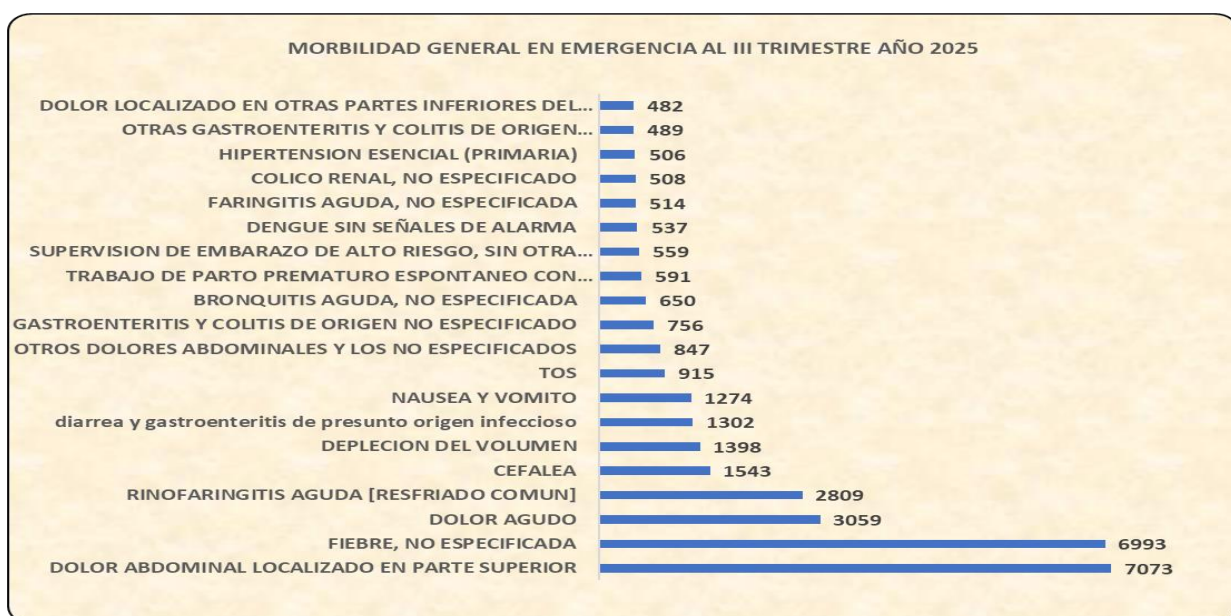 MORBILIDAD GENERAL EN EMERGENCIA AL III TRIMESTRE AÑO 2025
DOLOR LOCALIZADO EN OTRAS PARTES INFERIORES DEL... 482
OTRAS GASTROENTERITIS Y COLITIS DE ORIGEN... 489
HIPERTENSION ESENCIAL (PRIMARIA) 506
COLICO RENAL, NO ESPECIFICADO 508
FARINGITIS AGUDA, NO ESPECIFICADA 514
DENGUE SIN SEÑALES DE ALARMA 537
SUPERVISION DE EMBARAZO DE ALTO RIESGO, SIN OTRA... 559
TRABAJO DE PARTO PREMATURO ESPONTANEO CON... 591
BRONQUITIS AGUDA, NO ESPECIFICADA 650
GASTROENTERITIS Y COLITIS DE ORIGEN NO ESPECIFICADO 756
OTROS DOLORES ABDOMINALES Y LOS NO ESPECIFICADOS 847
TOS 915
NAUSEA Y VOMITO 1274
diarrea y gastroenteritis de presunto origen infeccioso 1302
DEPLECION DEL VOLUMEN 1398
CEFALEA 1543
RINOFARINGITIS AGUDA [RESFRIADO COMUN] 2809
DOLOR AGUDO 3059
FIEBRE, NO ESPECIFICADA 6993
DOLOR ABDOMINAL LOCALIZADO EN PARTE SUPERIOR 7073